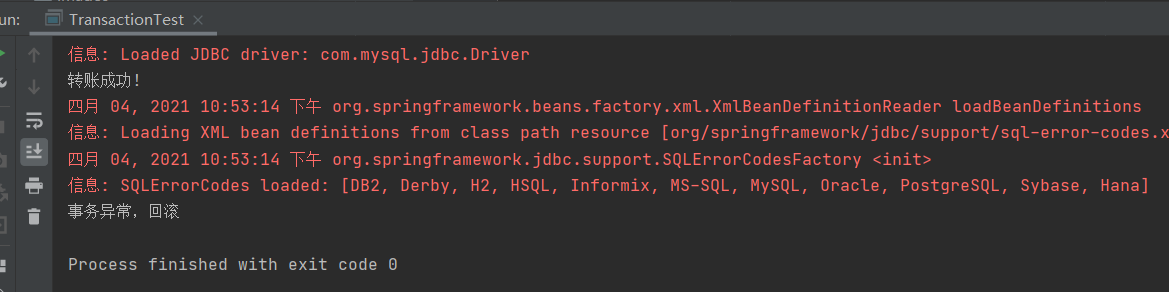 un:
TransactionTest
信息: Loaded JDBC driver: com.mysql.jdbc.Driver
转账成功!
四月 04, 2021 10:53:14 下午 org.springframework.beans.factory.xml.XmlBeanDefinitionReader loadBeanDefinitions
信息: Loading XML bean definitions from class path resource [org/springframework/jdbc/support/sql-error-codes.x
四月 04, 2021 10:53:14 下午 org.springframework.jdbc.support.SQLErrorCodesFactory <init>
信息: SQLErrorCodes loaded: [DB2, Derby, H2, HSQL, Informix, MS-SQL, MySQL, Oracle, PostgreSQL, Sybase, Hana]
事务异常，回滚
Process finished with exit code 0